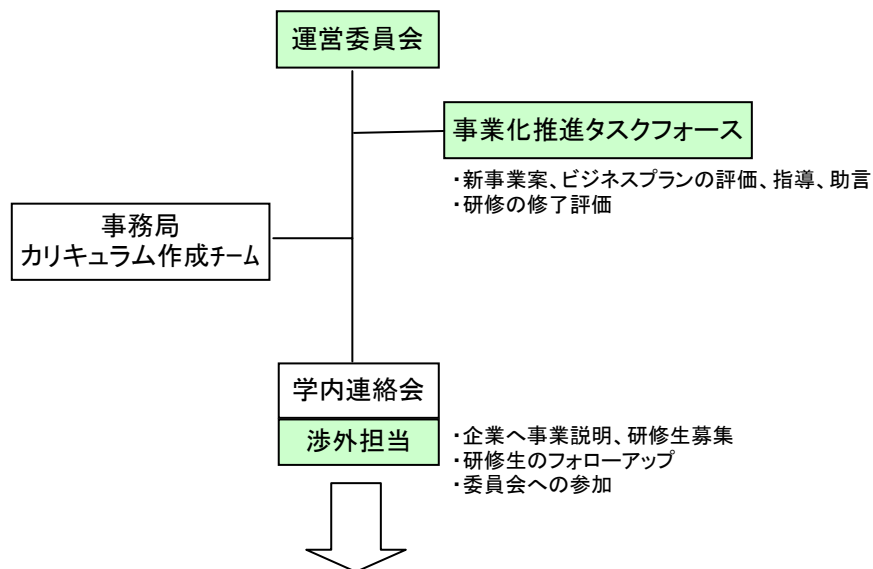 運営委員会
事業化推進タスクフォース
・新事業案、ビジネスプランの評価、指導、助言
・研修の修了評価
事務局
カリキュラム作成ﾁｰﾑ
学内連絡会
渉外担当
・企業へ事業説明、研修生募集
・研修生のフォローアップ
・委員会への参加